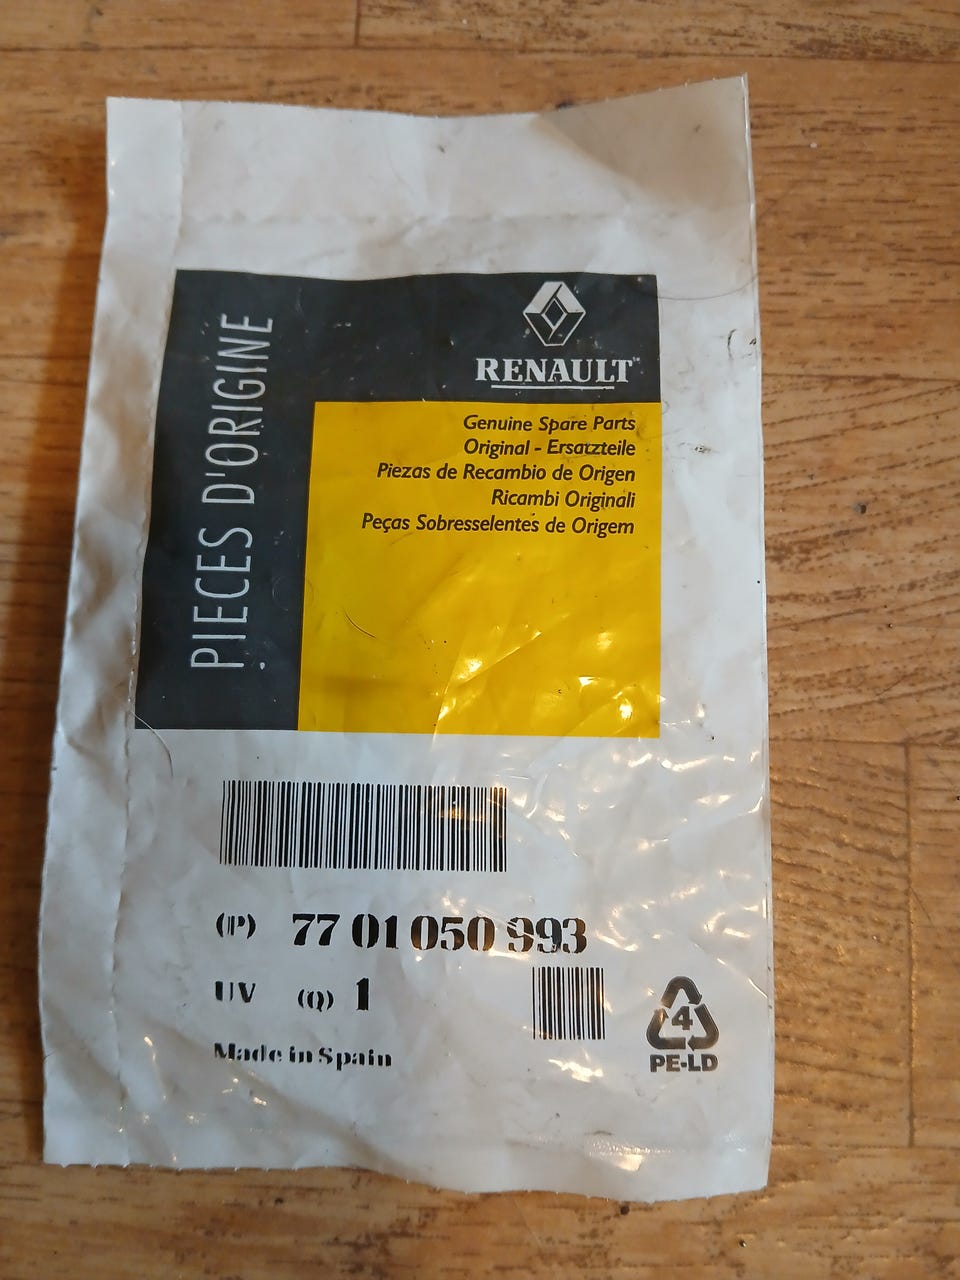 PIECES D'ORIGINE
RENAULT™
Genuine Spare Parts
Original - Ersatzteile
Piezas de Recambio de Origen
Ricambi Originali
Peças Sobresselentes de Origem
(P) 77 01 050 993
UV (Q) 1
Made in Spain
4
PE-LD